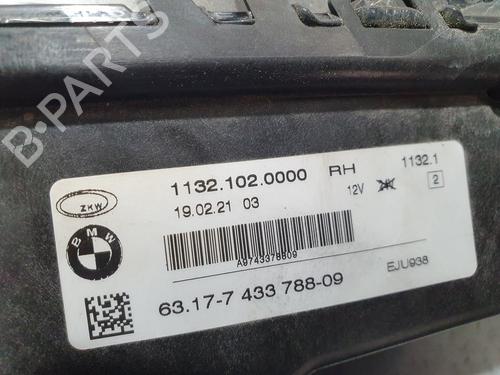 B-PARTS
1132.102.0000 RH 1132.1
ZKW
19.02.21 03 12V 2
BMW
A9743378809
63.17-7 433 788-09 EJU938